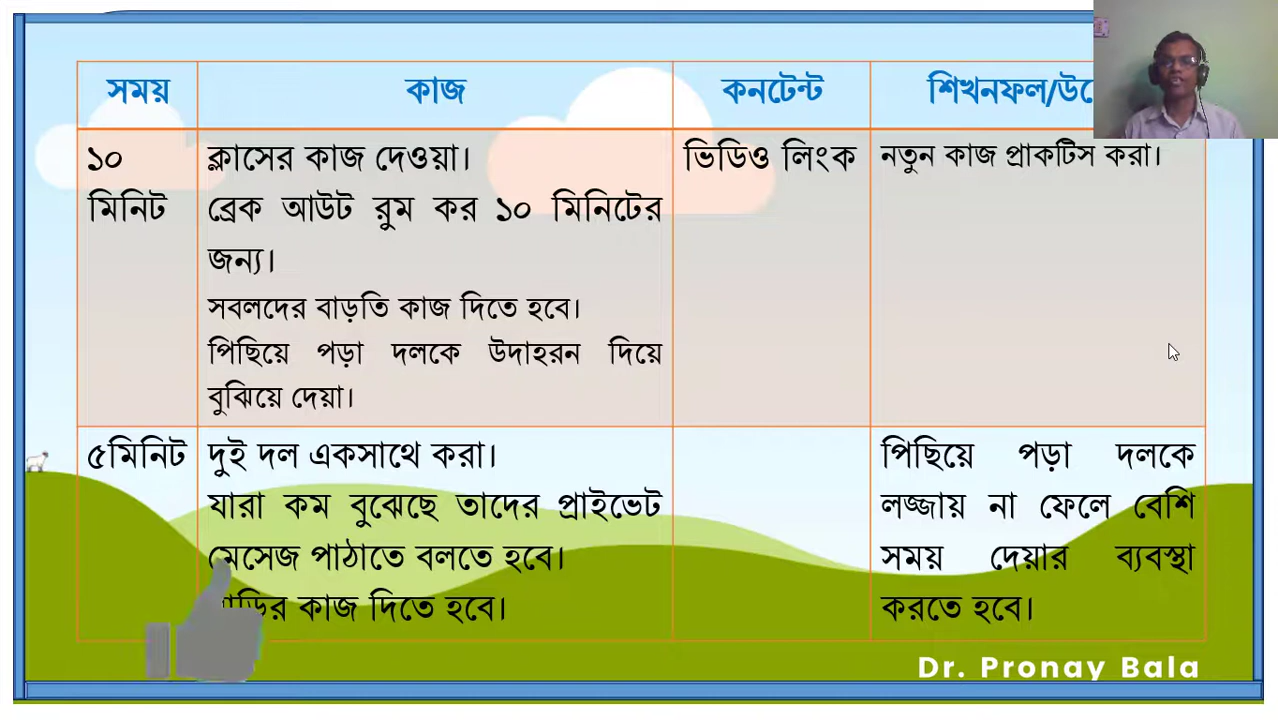 সময়
কাজ
কনটেন্ট
শিখনফল/উ
১০
মিনিট
ক্লাসের কাজ দেওয়া।
ব্রেক আউট রুম কর ১০ মিনিটের
জন্য।
সবলদের বাড়তি কাজ দিতে হবে।
পিছিয়ে পড়া দলকে উদাহরন দিয়ে
বুঝিয়ে দেয়া।
ভিডিও লিংক
নতুন কাজ প্রাকটিস করা।
৫মিনিট
দুই দল একসাথে করা।
যারা কম বুঝেছে তাদের প্রাইভেট
মেসেজ পাঠাতে বলতে হবে।
কাজ দিতে হবে।
পিছিয়ে পড়া দলকে
লজ্জায় না ফেলে বেশি
সময় দেয়ার ব্যবস্থা
করতে হবে।
Dr. Pronay Bala